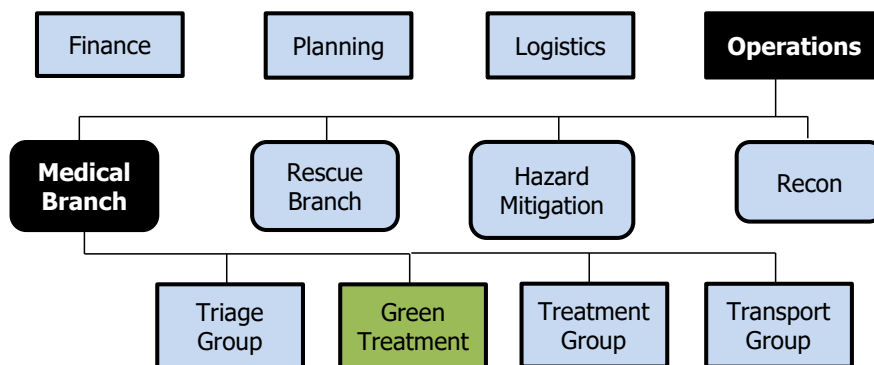 Finance
Planning
Logistics
Operations
Medical
Branch
Rescue
Branch
Hazard
Mitigation
Recon
Triage
Group
Green
Treatment
Treatment
Group
Transport
Group